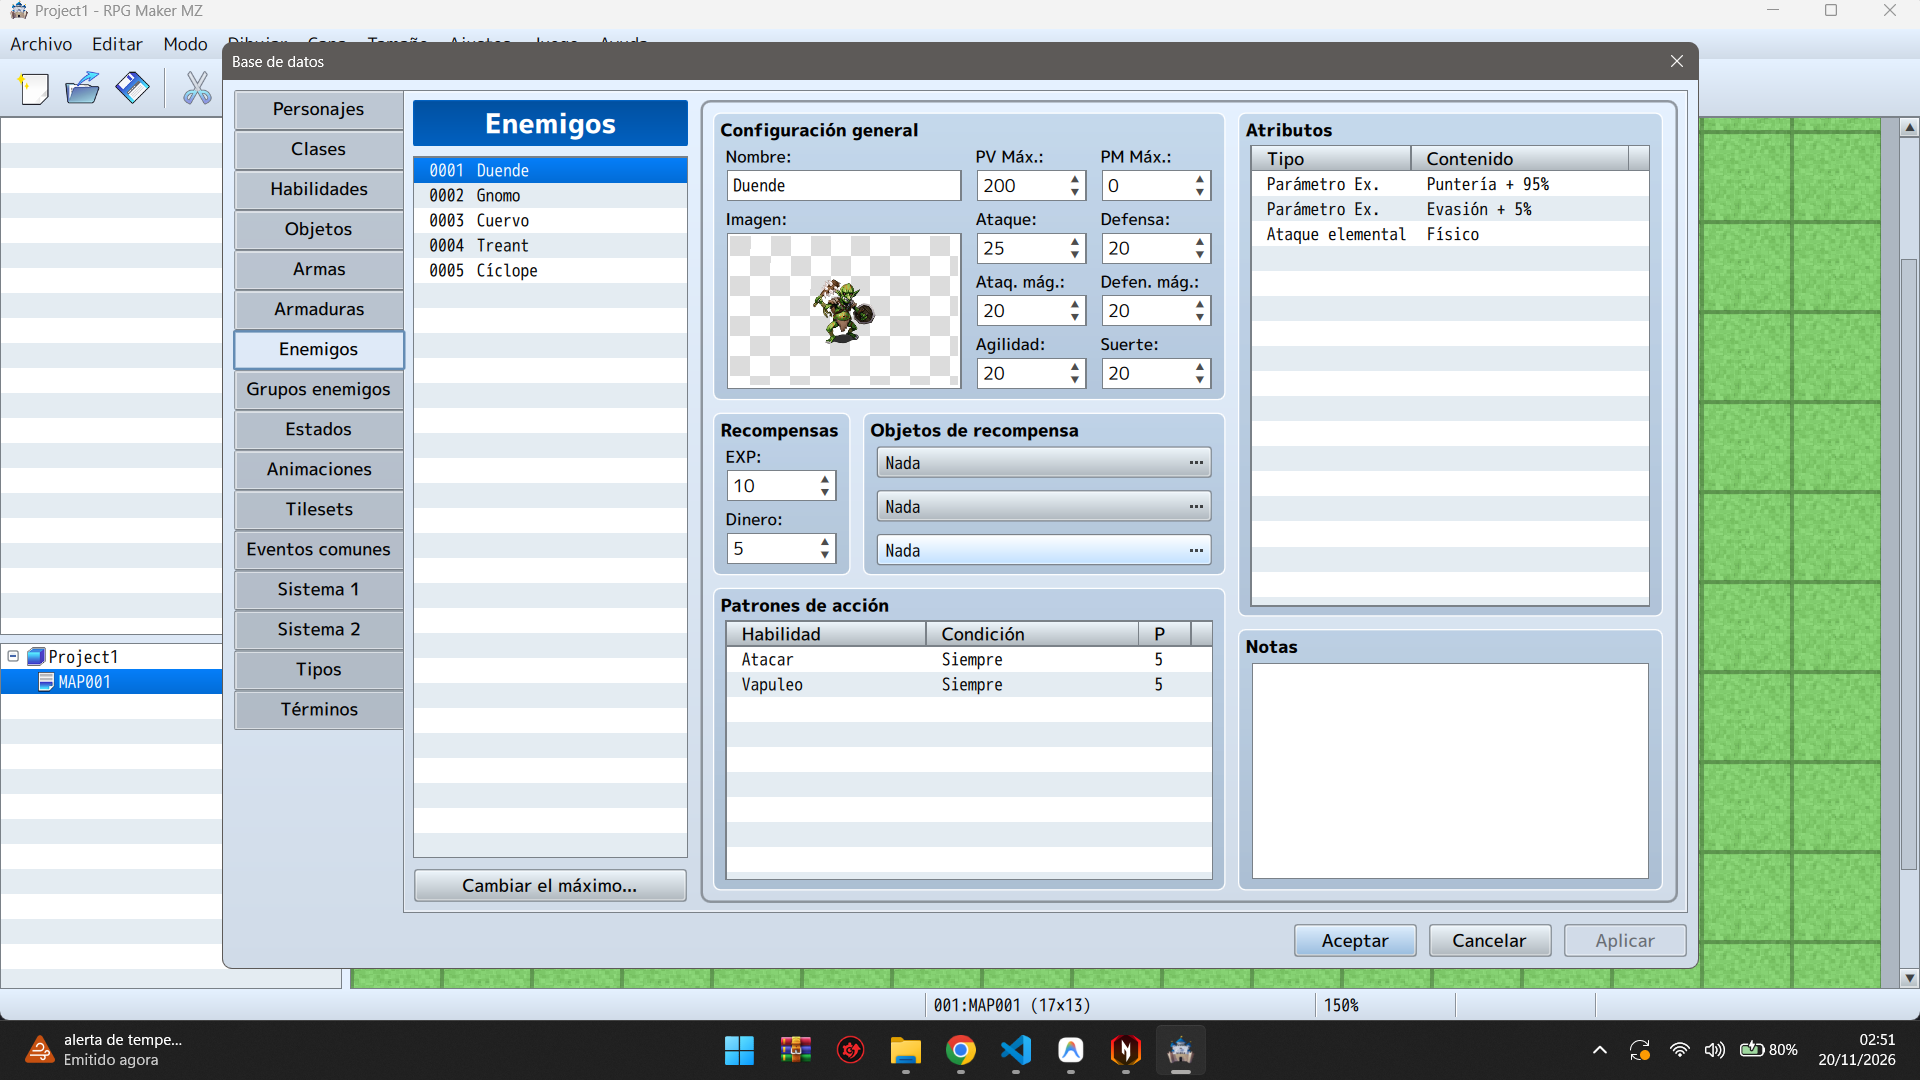 Project1 - RPG Maker MZ
Archivo Editar Modo
Base de datos
Personajes
Clases
Habilidades
Objetos
Armas
Armaduras
Enemigos
Grupos enemigos
Estados
Animaciones
Tilesets
Eventos comunes
Sistema 1
Sistema 2
Tipos
Términos
Enemigos
0001 Duende
0002 Gnomo
0003 Cuervo
0004 Treant
0005 Cíclope
Cambiar el máximo...
Configuración general
Nombre: PV Máx.: PM Máx.:
Duende 200 0
Imagen: Ataque: Defensa:
25 20
Ataq. mág.: Defen. mág.:
20 20
Agilidad: Suerte:
20 20
Recompensas
EXP:
10
Dinero:
5
Objetos de recompensa
Nada ...
Nada ...
Nada ...
Patrones de acción
Habilidad Condición P
Atacar Siempre 5
Vapuleo Siempre 5
Atributos
Tipo Contenido
Parámetro Ex. Puntería + 95%
Parámetro Ex. Evasión + 5%
Ataque elemental Físico
Notas
Aceptar Cancelar Aplicar
Project1
MAP001
001:MAP001 (17x13) 150%
alerta de tempe...
Emitido agora
80%
02:51
20/11/2026